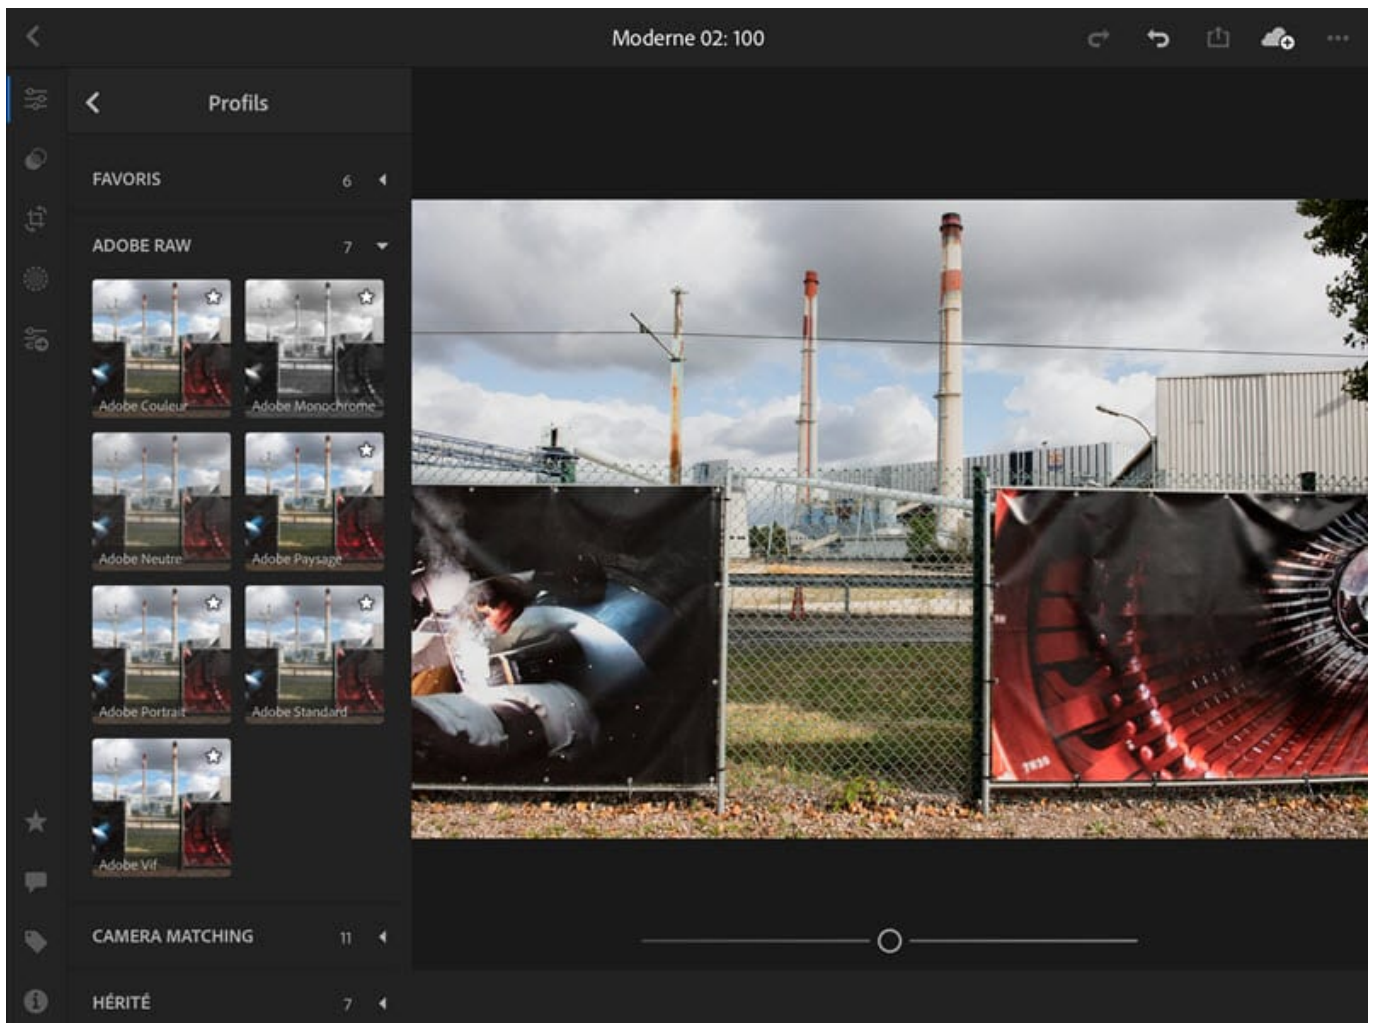 Moderne 02: 100
Profils
FAVORIS 6
ADOBE RAW 7
Adobe Couleur Adobe Monochrome
Adobe Neutre Adobe Paysage
Adobe Portrait Adobe Standard
Adobe Vif
CAMERA MATCHING 11
HÉRITÉ 7